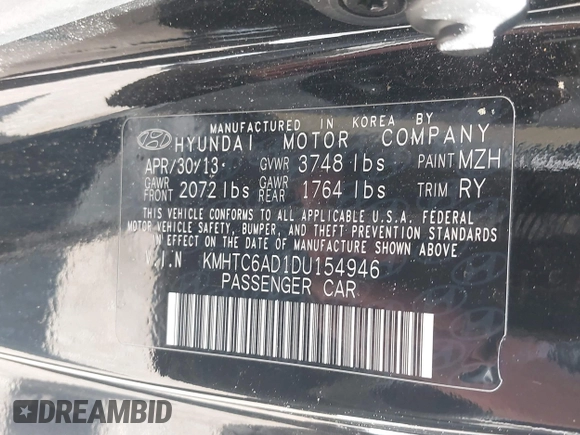 MANUFACTURED IN KOREA BY
HYUNDAI MOTOR COMPANY
APR/30/13 GVWR 3748 lbs PAINT MZH
GAWR FRONT 2072 lbs GAWR REAR 1764 lbs TRIM RY
THIS VEHICLE CONFORMS TO ALL APPLICABLE U.S.A. FEDERAL
MOTOR VEHICLE SAFETY, BUMPER, AND THEFT PREVENTION STANDARDS
IN EFFECT ON THE DATE OF MANUFACTURE SHOWN ABOVE.
V.I.N KMHTC6AD1DU154946
PASSENGER CAR
DREAMBID